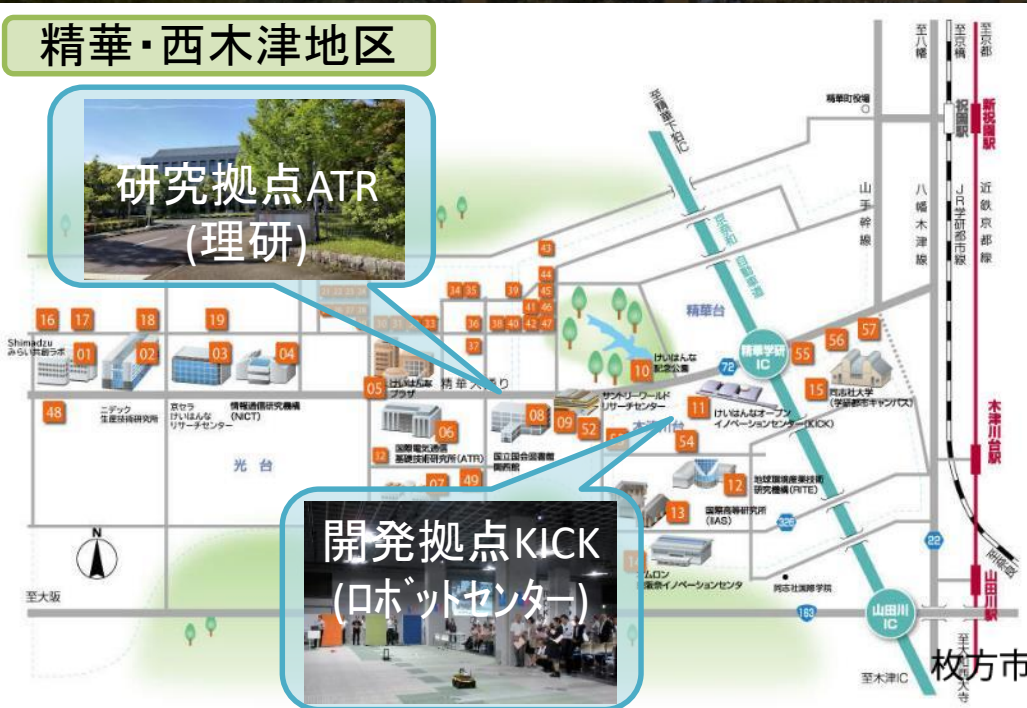 精華・西木津地区
研究拠点ATR
(理研)
至精華下狛IC
精華町役場
至八幡
至京橋
至京都
祝園駅
新祝園駅
山手幹線
八幡木津線
JR学研都市線
近鉄京都線
京奈和
自動車道
43
44
34 35
39
45
41 46
36
38 40 42 47
37
精華台
16 17
18
19
Shimadzu
みらい共創ラボ
01
02
03
04
05
けいはんな
プラザ
精華大通り
10
けいはんな
記念公園
72
精華学研
IC
55
56
57
15
同志社大学
(学研都市キャンパス)
48
ニデック
生産技術研究所
京セラ
けいはんな
リサーチセンター
情報通信研究機構
(NICT)
06
国際電気通信
基礎技術研究所(ATR)
08
国立国会図書館
関西館
09
52
サントリーワールド
リサーチセンター
11
けいはんなオープン
イノベーションセンター(KICK)
木津川台
54
木津川台駅
光台
07
49
12
地球環境産業技術
研究機構(RITE)
13
国際高等研究所
(IIAS)
326
22
開発拠点KICK
(ロボットセンター)
同志社国際学院
N
至大阪
163
山田川
IC
山田川駅
至奈良
至木津IC
枚方市